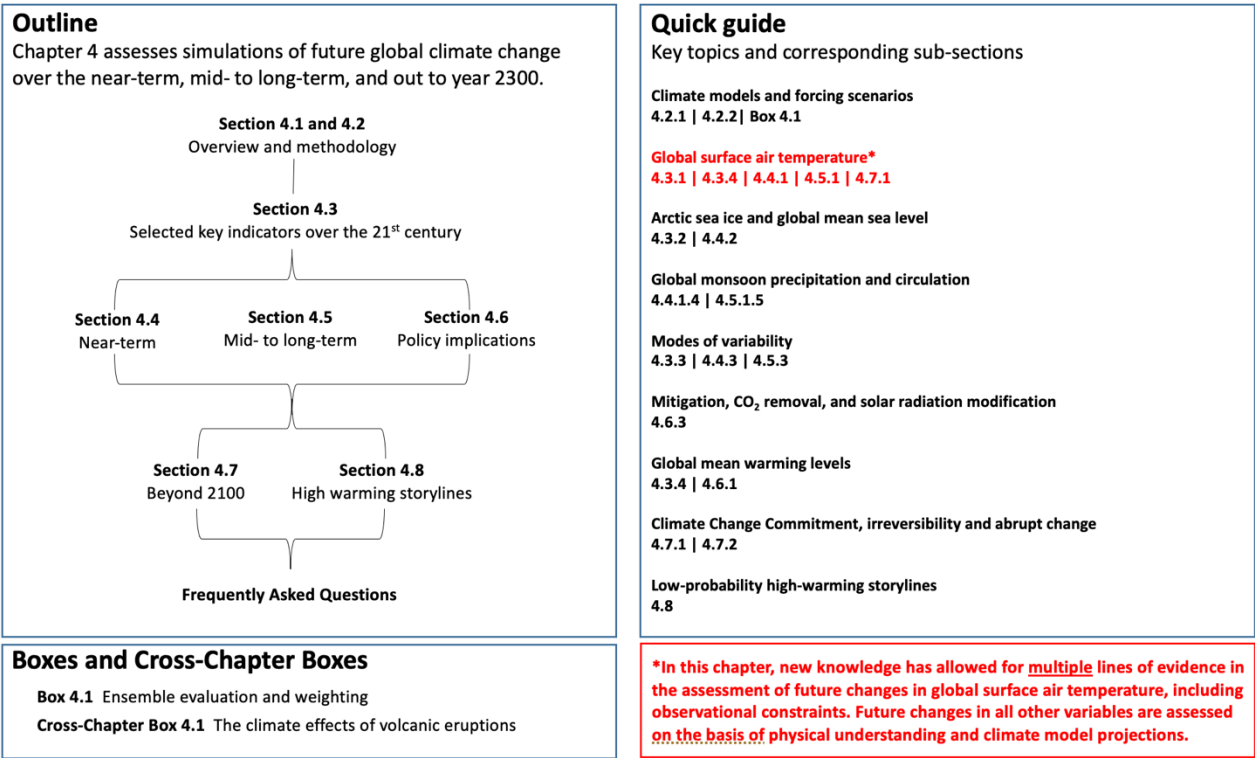 Outline
Chapter 4 assesses simulations of future global climate change
over the near-term, mid- to long-term, and out to year 2300.
Section 4.1 and 4.2
Overview and methodology
Section 4.3
Selected key indicators over the 21st century
Section 4.4
Near-term
Section 4.5
Mid- to long-term
Section 4.6
Policy implications
Section 4.7
Beyond 2100
Section 4.8
High warming storylines
Frequently Asked Questions
Boxes and Cross-Chapter Boxes
Box 4.1 Ensemble evaluation and weighting
Cross-Chapter Box 4.1 The climate effects of volcanic eruptions
Quick guide
Key topics and corresponding sub-sections
Climate models and forcing scenarios
4.2.1 | 4.2.2| Box 4.1
Global surface air temperature*
4.3.1 | 4.3.4 | 4.4.1 | 4.5.1 | 4.7.1
Arctic sea ice and global mean sea level
4.3.2 | 4.4.2
Global monsoon precipitation and circulation
4.4.1.4 | 4.5.1.5
Modes of variability
4.3.3 | 4.4.3 | 4.5.3
Mitigation, CO₂ removal, and solar radiation modification
4.6.3
Global mean warming levels
4.3.4 | 4.6.1
Climate Change Commitment, irreversibility and abrupt change
4.7.1 | 4.7.2
Low-probability high-warming storylines
4.8
*In this chapter, new knowledge has allowed for multiple lines of evidence in
the assessment of future changes in global surface air temperature, including
observational constraints. Future changes in all other variables are assessed
on the basis of physical understanding and climate model projections.